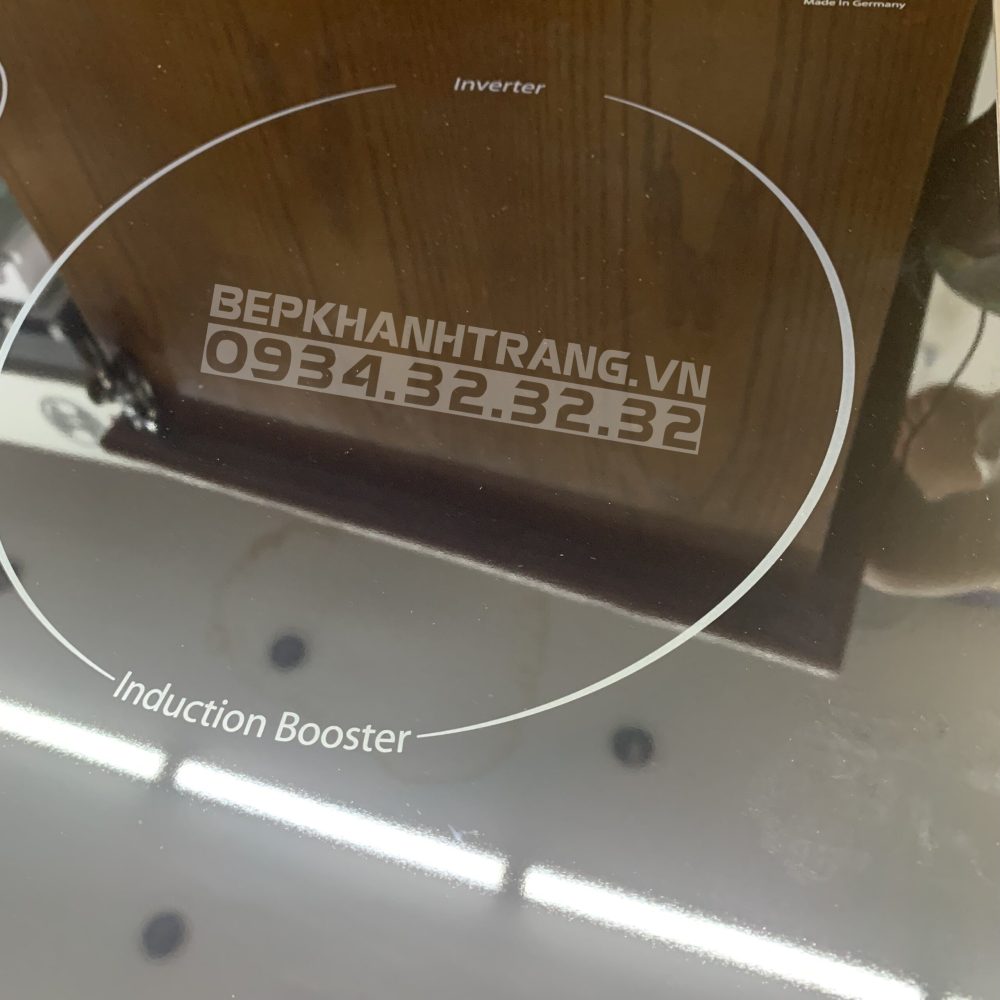 Made in Germany
Inverter
BEPKHANHTRANG.VN
0934.32.32.32
Induction Booster